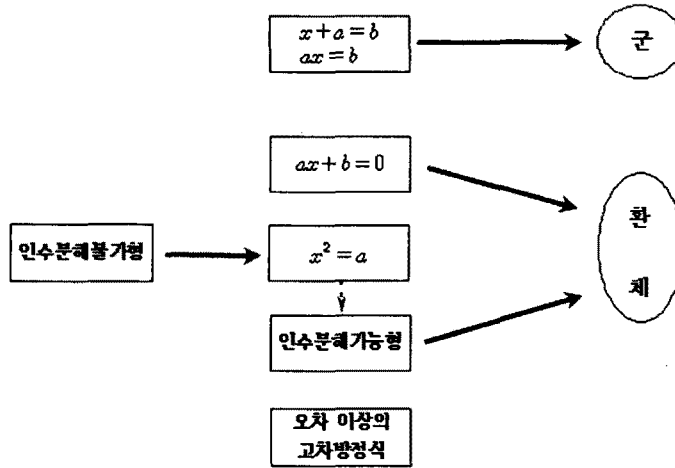 x+a=b
ax=b
군
ax+b=0
환
체
인수분해불가형
x²=a
인수분해가능형
오차 이상의
고차방정식